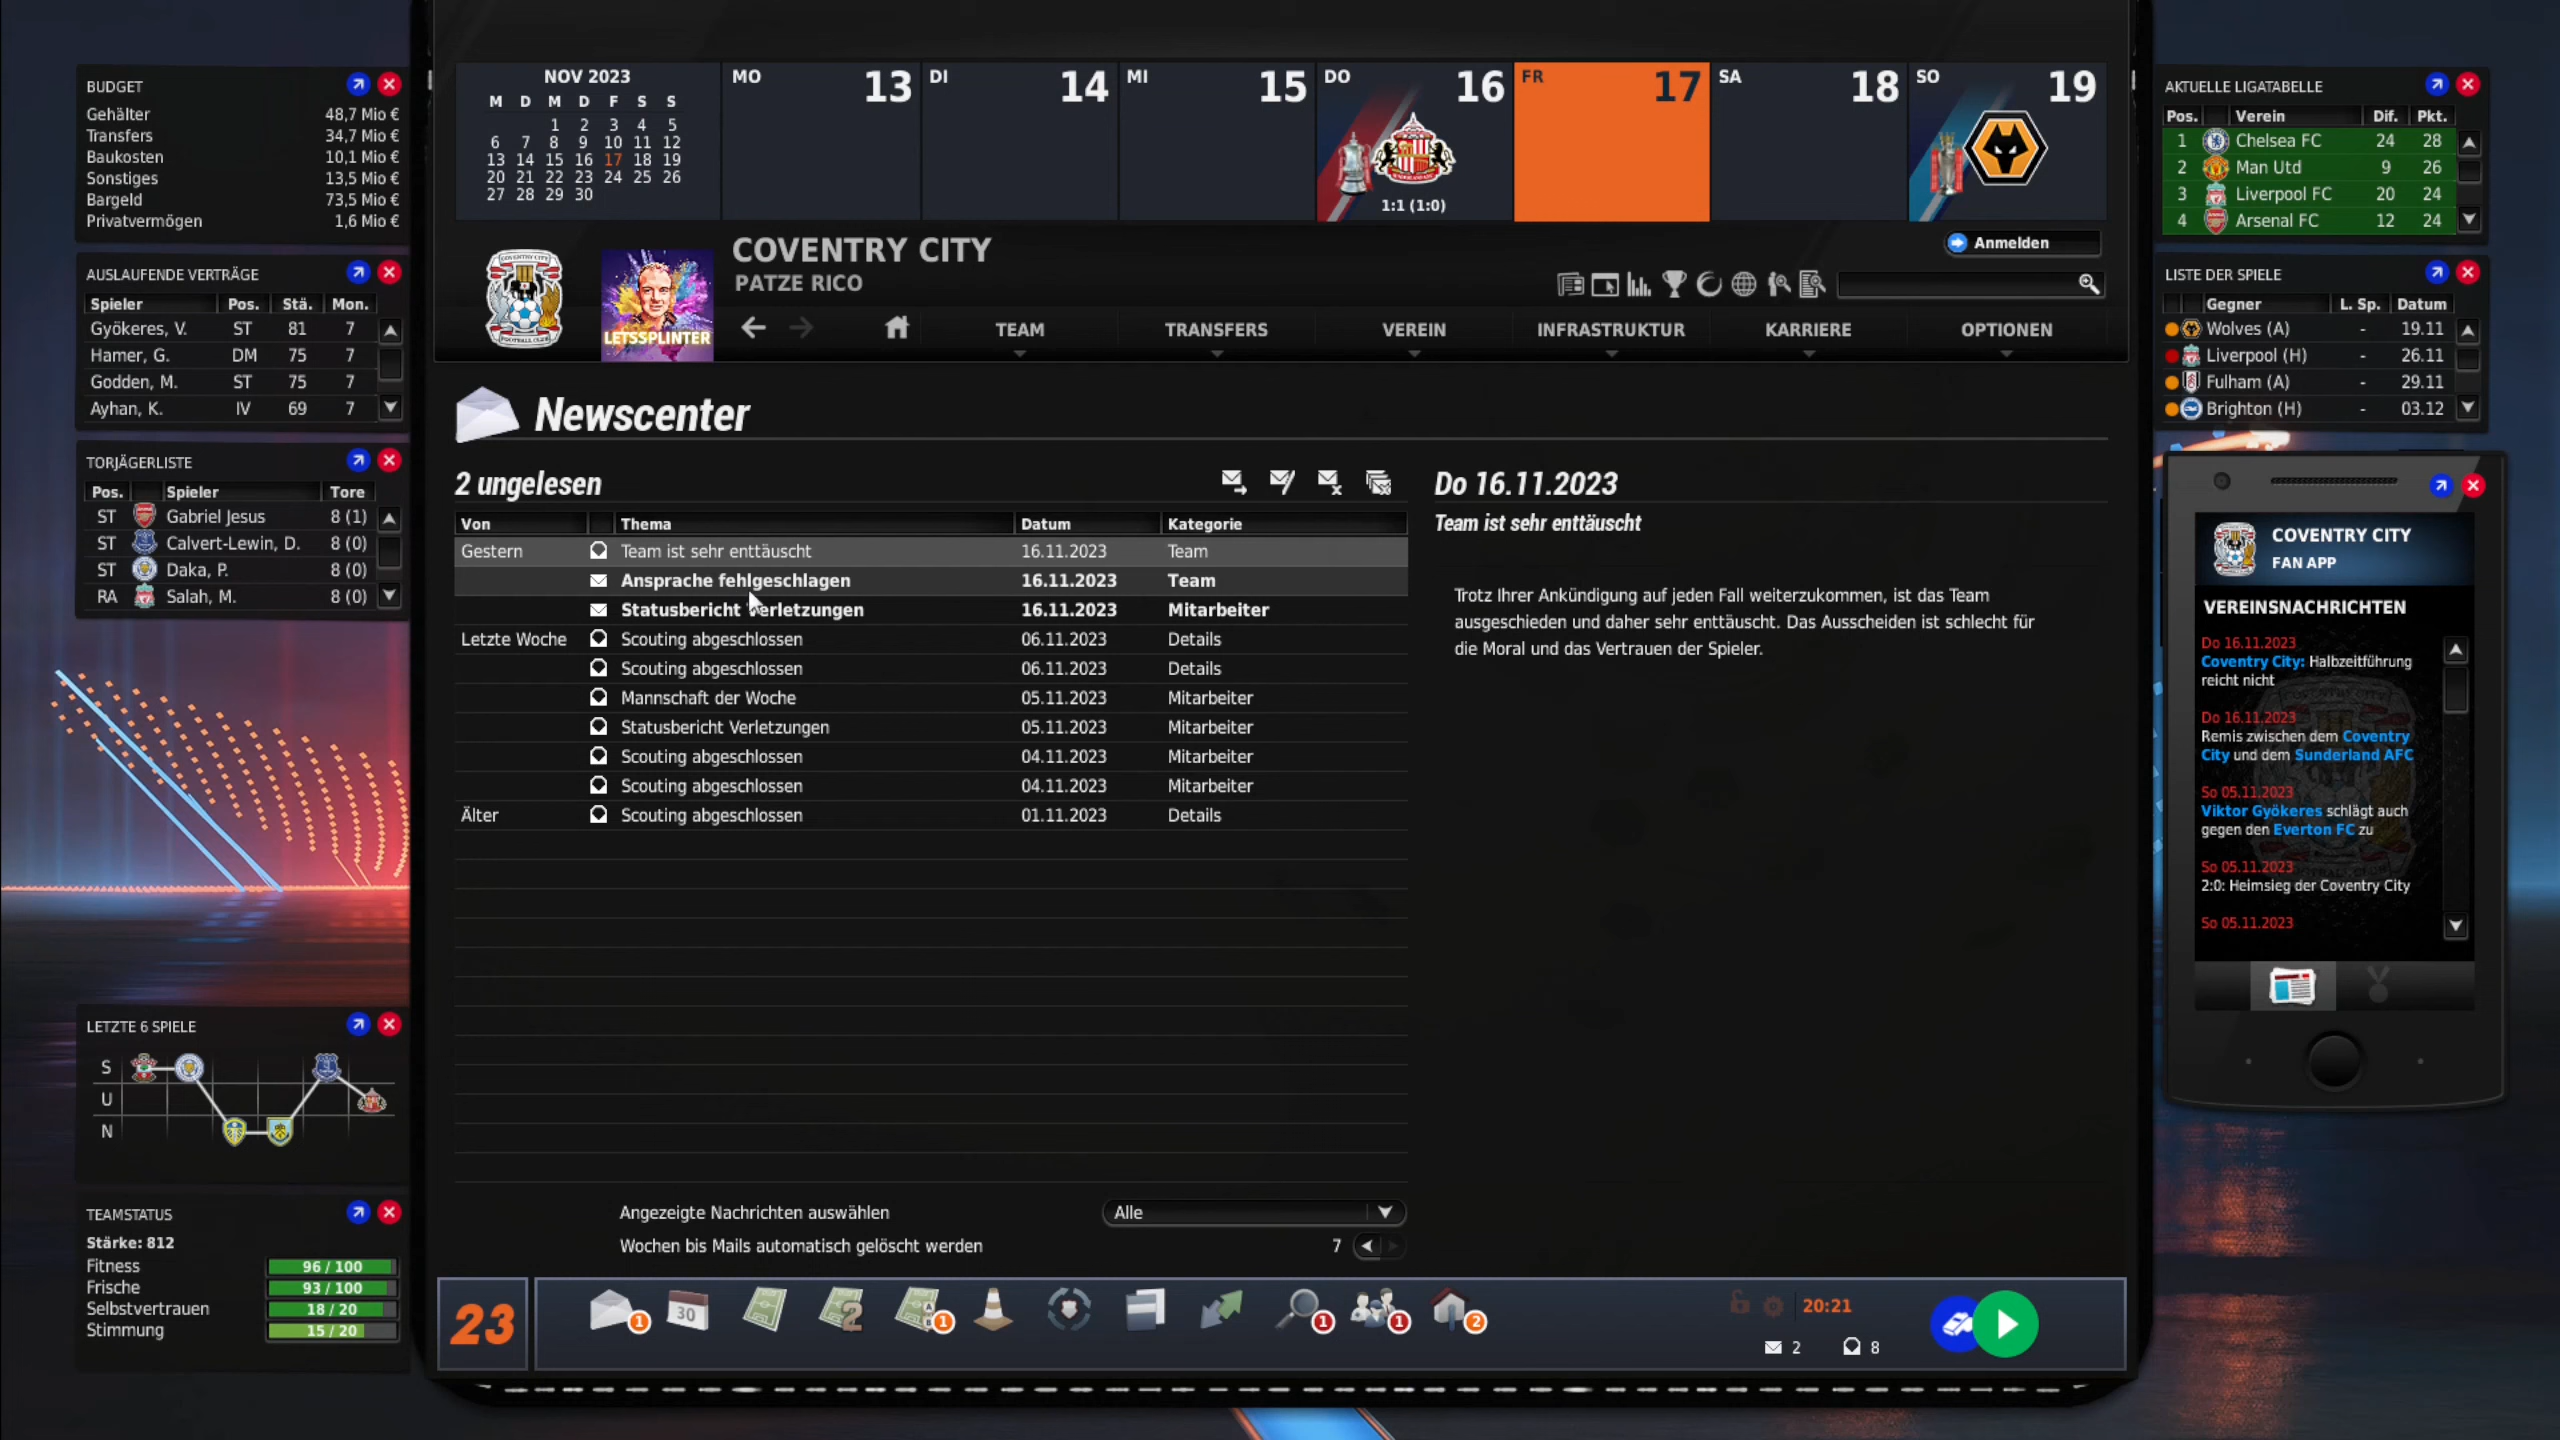 BUDGET
Gehälter 48,7 Mio €
Transfers 34,7 Mio €
Baukosten 10,1 Mio €
Sonstiges 13,5 Mio €
Bargeld 73,5 Mio €
Privatvermögen 1,6 Mio €
AUSLAUFENDE VERTRÄGE
Spieler Pos. Stä. Mon.
Gyökeres, V. ST 81 7
Hamer, G. DM 75 7
Godden, M. ST 75 7
Ayhan, K. IV 69 7
TORJÄGERLISTE
Pos. Spieler Tore
ST Gabriel Jesus 8 (1)
ST Calvert-Lewin, D. 8 (0)
ST Daka, P. 8 (0)
RA Salah, M. 8 (0)
LETZTE 6 SPIELE
S
U
N
TEAMSTATUS
Stärke: 812
Fitness 96 / 100
Frische 93 / 100
Selbstvertrauen 18 / 20
Stimmung 15 / 20
NOV 2023
M D M D F S S
1 2 3 4 5
6 7 8 9 10 11 12
13 14 15 16 17 18 19
20 21 22 23 24 25 26
27 28 29 30
MO 13 DI 14 MI 15 DO 16 FR 17 SA 18 SO 19
1:1 (1:0)
COVENTRY CITY
PATZE RICO
LETSSPLINTER
Anmelden
TEAM TRANSFERS VEREIN INFRASTRUKTUR KARRIERE OPTIONEN
Newscenter
2 ungelesen
Von Thema Datum Kategorie
Gestern Team ist sehr enttäuscht 16.11.2023 Team
Ansprache fehlgeschlagen 16.11.2023 Team
Statusbericht Verletzungen 16.11.2023 Mitarbeiter
Letzte Woche Scouting abgeschlossen 06.11.2023 Details
Scouting abgeschlossen 06.11.2023 Details
Mannschaft der Woche 05.11.2023 Mitarbeiter
Statusbericht Verletzungen 05.11.2023 Mitarbeiter
Scouting abgeschlossen 04.11.2023 Mitarbeiter
Scouting abgeschlossen 04.11.2023 Mitarbeiter
Älter Scouting abgeschlossen 01.11.2023 Details
Angezeigte Nachrichten auswählen Alle
Wochen bis Mails automatisch gelöscht werden 7
Do 16.11.2023
Team ist sehr enttäuscht
Trotz Ihrer Ankündigung auf jeden Fall weiterzukommen, ist das Team
ausgeschieden und daher sehr enttäuscht. Das Ausscheiden ist schlecht für
die Moral und das Vertrauen der Spieler.
23
1 30 2 1 1 1 2
20:21
2 8
AKTUELLE LIGATABELLE
Pos. Verein Dif. Pkt.
1 Chelsea FC 24 28
2 Man Utd 9 26
3 Liverpool FC 20 24
4 Arsenal FC 12 24
LISTE DER SPIELE
Gegner L. Sp. Datum
Wolves (A) - 19.11
Liverpool (H) - 26.11
Fulham (A) - 29.11
Brighton (H) - 03.12
COVENTRY CITY
FAN APP
VEREINSNACHRICHTEN
Do 16.11.2023
Coventry City: Halbzeitführung
reicht nicht
Do 16.11.2023
Remis zwischen dem Coventry
City und dem Sunderland AFC
So 05.11.2023
Viktor Gyökeres schlägt auch
gegen den Everton FC zu
So 05.11.2023
2:0: Heimsieg der Coventry City
So 05.11.2023